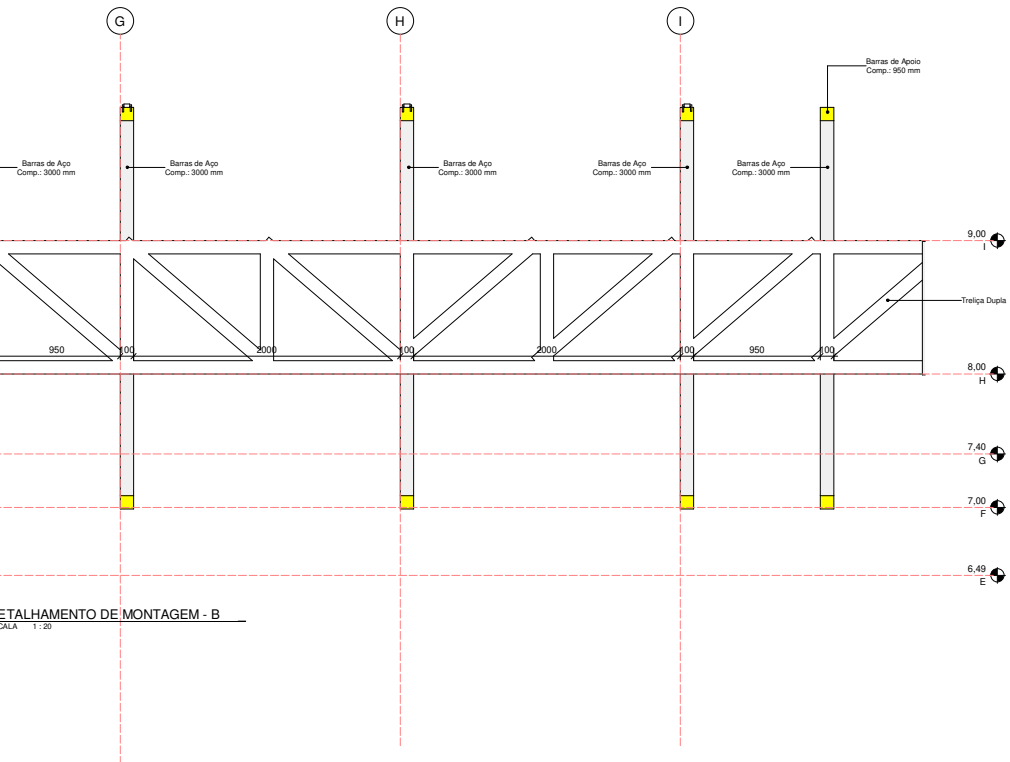 G
H
I
Barras de Apoio
Comp.: 950 mm
Barras de Aço
Comp.: 3000 mm
Barras de Aço
Comp.: 3000 mm
Barras de Aço
Comp.: 3000 mm
Barras de Aço
Comp.: 3000 mm
Barras de Aço
Comp.: 3000 mm
9,00
I
Treliça Dupla
950
100
2000
100
2000
100
950
100
8,00
H
7,40
G
7,00
F
6,49
E
ETALHAMENTO DE MONTAGEM - B
CALA 1 : 20